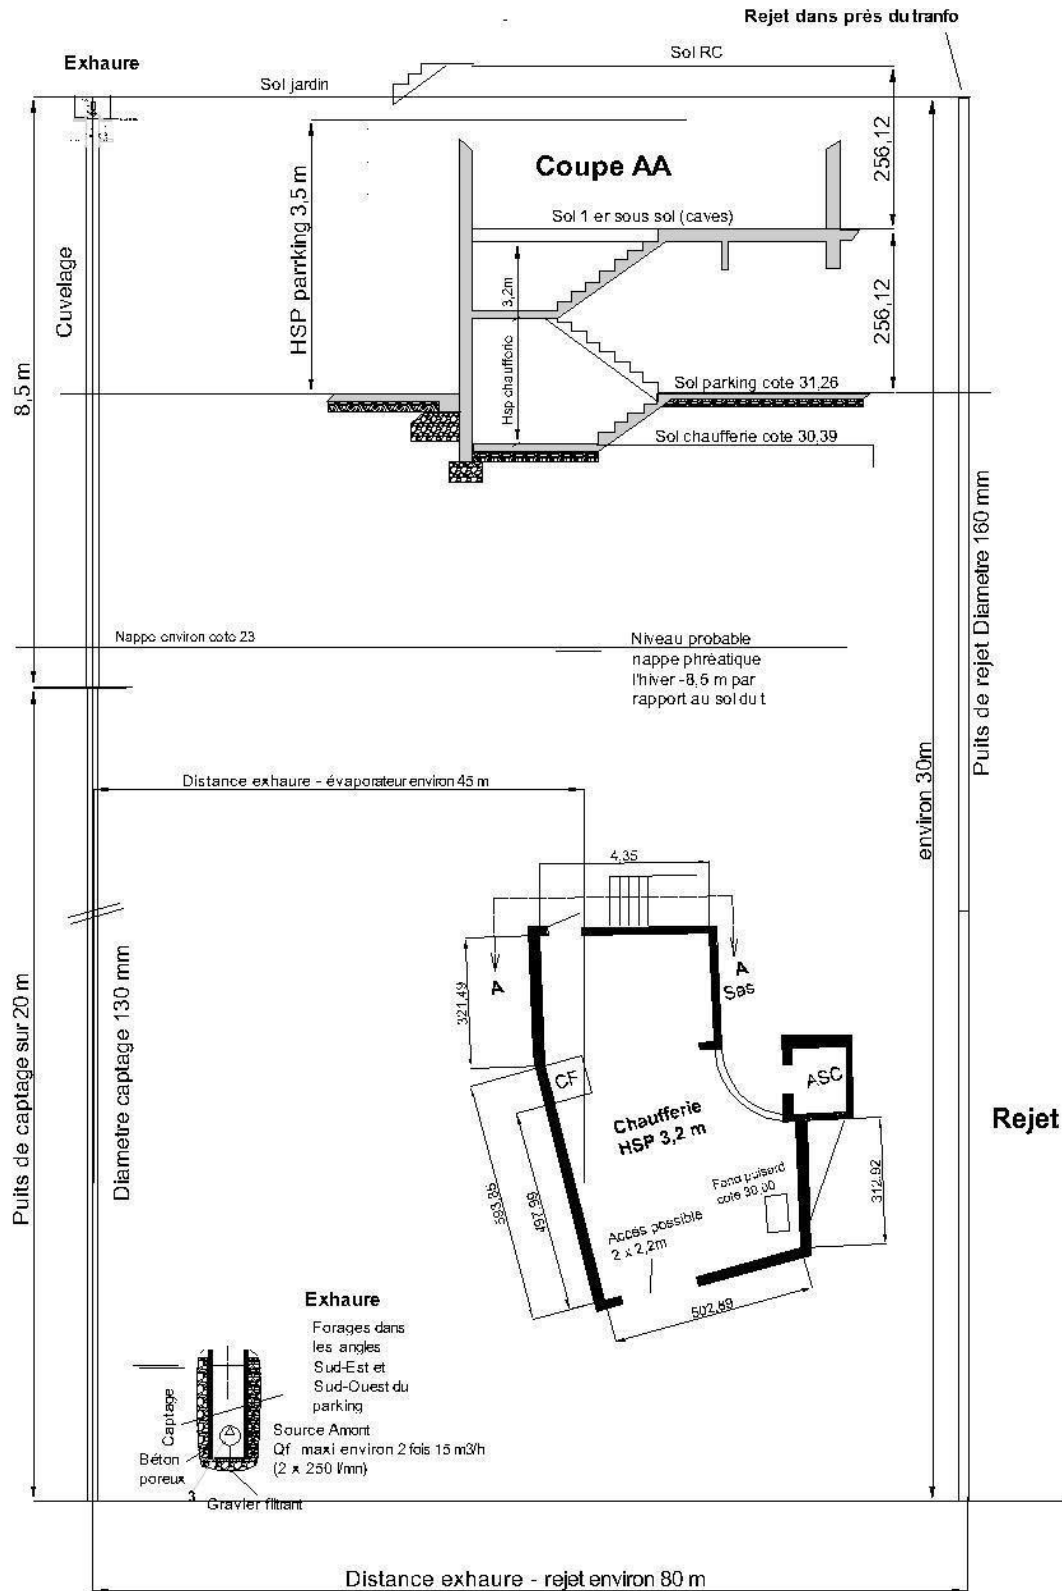 Rejet dans près du tranfo
Exhaure
Sol RC
Sol jardin
Coupe AA
HSP parrking 3,5 m
256,12
Sol 1 er sous sol (caves)
Cuvelage
8,5 m
3,2m
Hsp chaufferie
256,12
Sol parking cote 31,26
Sol chaufferie cote 30,39
Puits de rejet Diametre 160 mm
Nappe environ cote 23
Niveau probable
nappe phréatique
l'hiver -8,5 m par
rapport au sol du t
Distance exhaure - évaporateur environ 45 m
environ 30m
4,35
A
A
Sas
321,49
CF
ASC
Chaufferie
HSP 3,2 m
Rejet
Puits de captage sur 20 m
Diametre captage 130 mm
593,85
497,99
Fond puisard
cote 30,00
312,92
Accés possible
2 x 2,2m
502,89
Exhaure
Forages dans
les angles
Sud-Est et
Sud-Ouest du
parking
Captage
Source Amont
Qf maxi environ 2 fois 15 m3/h
(2 x 250 l/mn)
Béton
poreux
3
Gravier filtrant
Distance exhaure - rejet environ 80 m